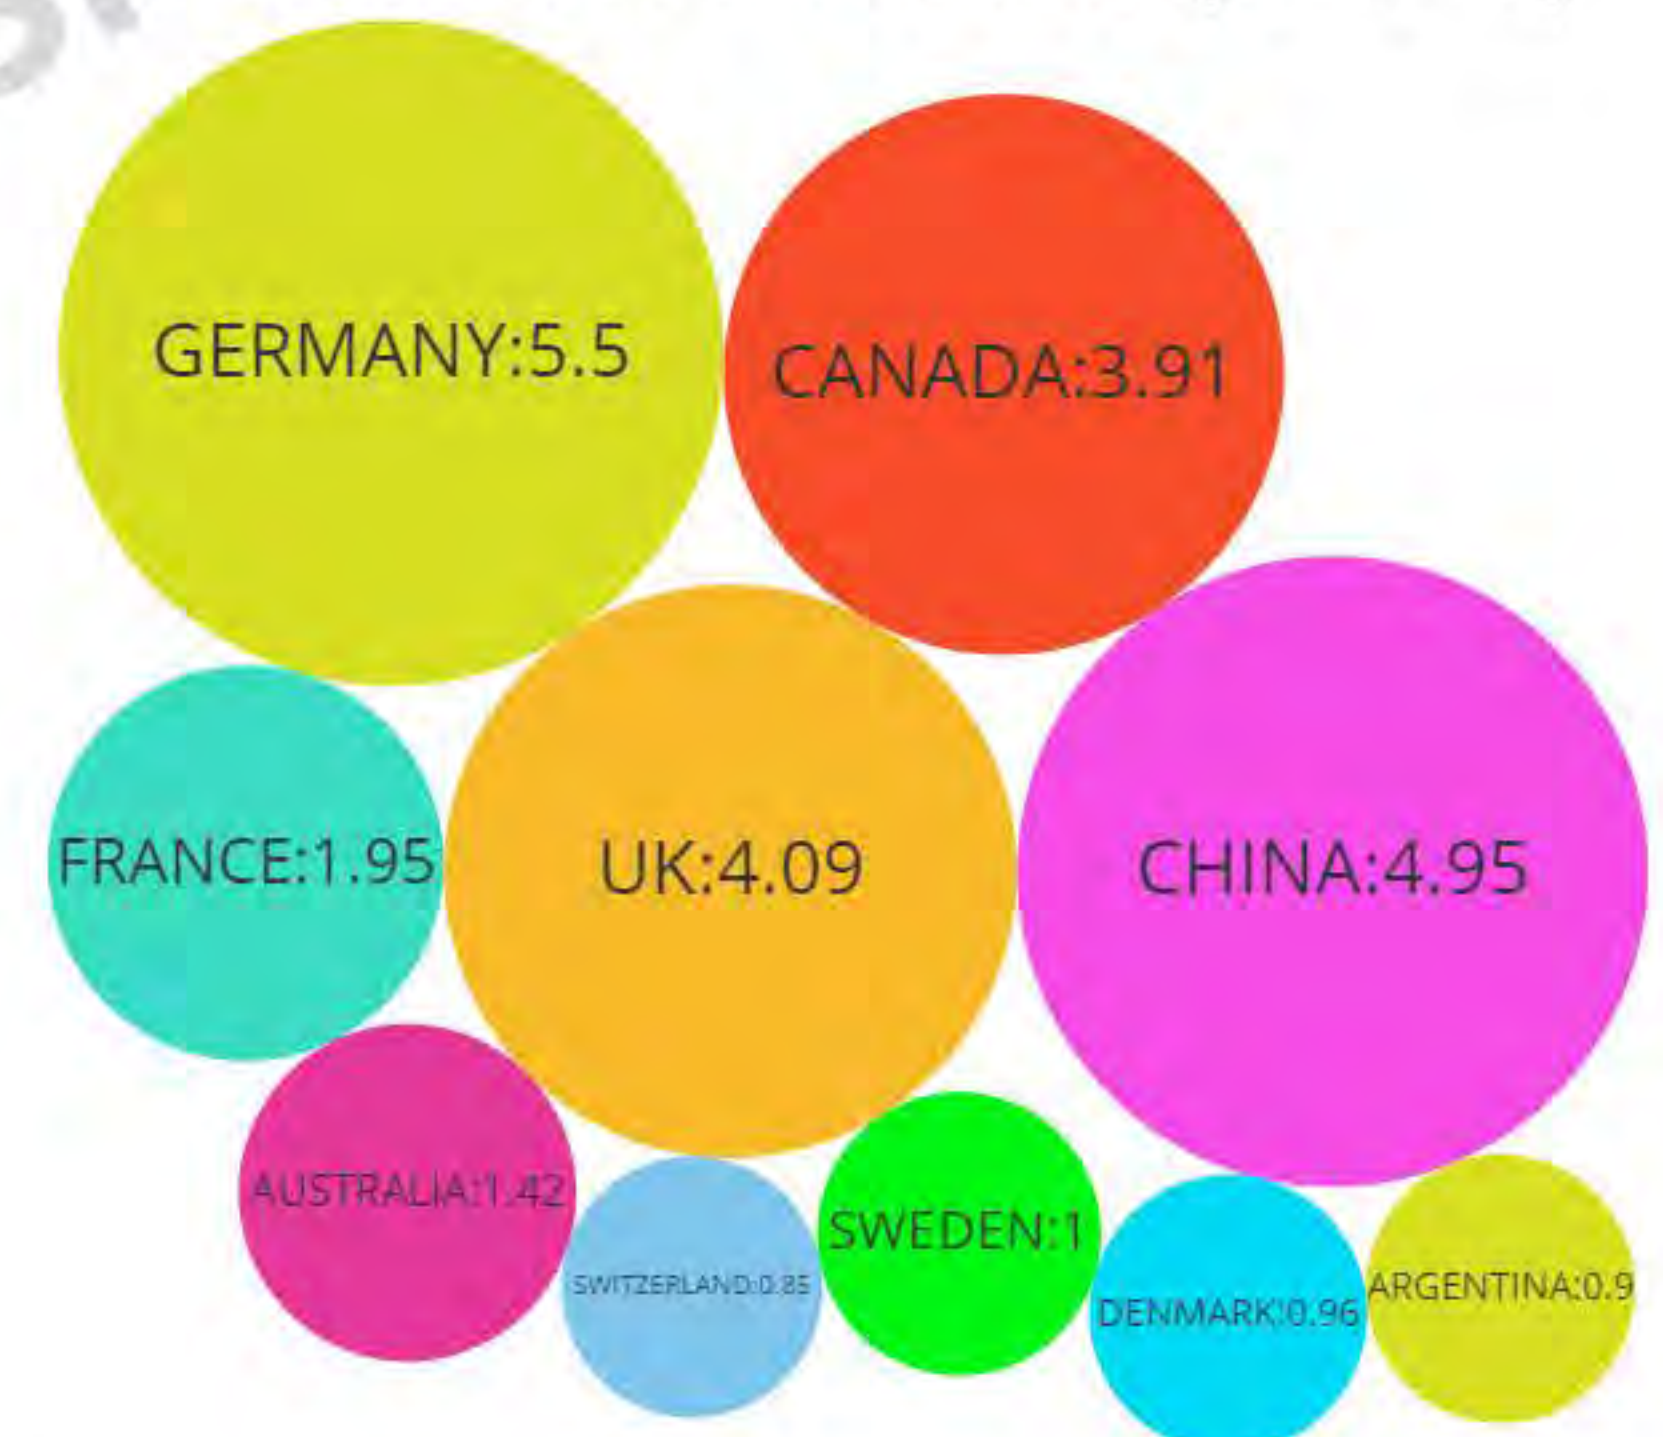 GERMANY:5.5
CANADA:3.91
FRANCE:1.95
UK:4.09
CHINA:4.95
AUSTRALIA:1.42
SWITZERLAND:0.85
SWEDEN:1
DENMARK:0.96
ARGENTINA:0.9